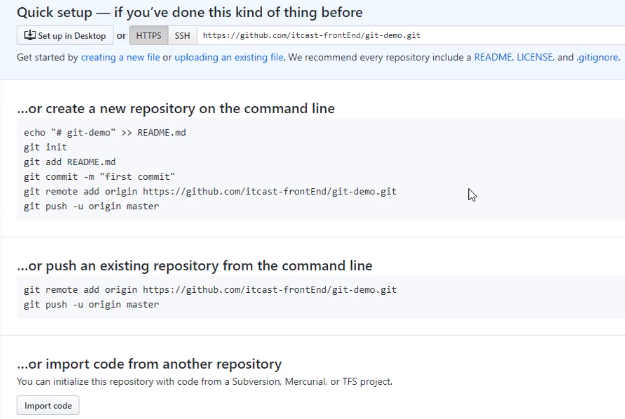 Quick setup — if you've done this kind of thing before
Set up in Desktop or HTTPS SSH https://github.com/itcast-frontEnd/git-demo.git
Get started by creating a new file or uploading an existing file. We recommend every repository include a README, LICENSE, and .gitignore.
...or create a new repository on the command line
echo "# git-demo" >> README.md
git init
git add README.md
git commit -m "first commit"
git remote add origin https://github.com/itcast-frontEnd/git-demo.git
git push -u origin master
...or push an existing repository from the command line
git remote add origin https://github.com/itcast-frontEnd/git-demo.git
git push -u origin master
...or import code from another repository
You can initialize this repository with code from a Subversion, Mercurial, or TFS project.
Import code